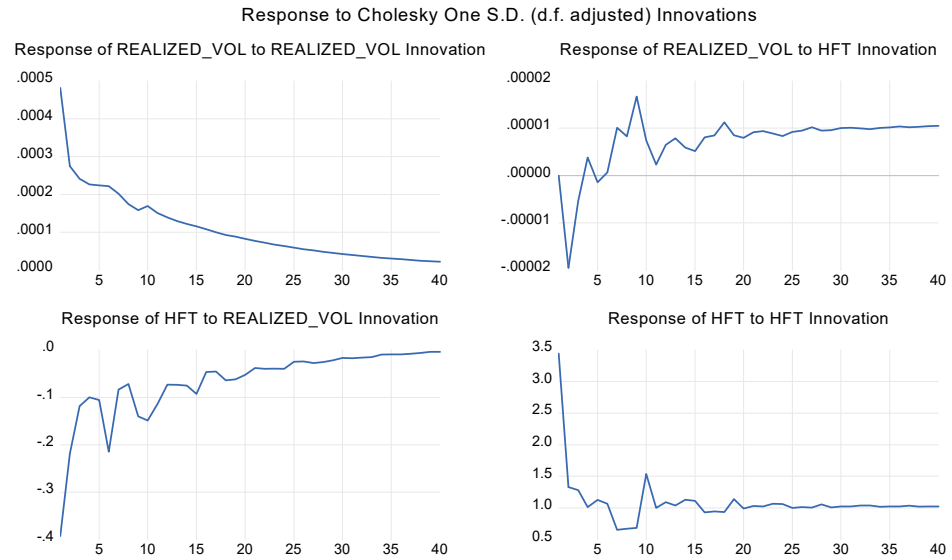 Response to Cholesky One S.D. (d.f. adjusted) Innovations
Response of REALIZED_VOL to REALIZED_VOL Innovation
.0005
.0004
.0003
.0002
.0001
.0000
5 10 15 20 25 30 35 40
Response of REALIZED_VOL to HFT Innovation
.00002
.00001
.00000
-.00001
-.00002
5 10 15 20 25 30 35 40
Response of HFT to REALIZED_VOL Innovation
.0
-.1
-.2
-.3
-.4
5 10 15 20 25 30 35 40
Response of HFT to HFT Innovation
3.5
3.0
2.5
2.0
1.5
1.0
0.5
5 10 15 20 25 30 35 40